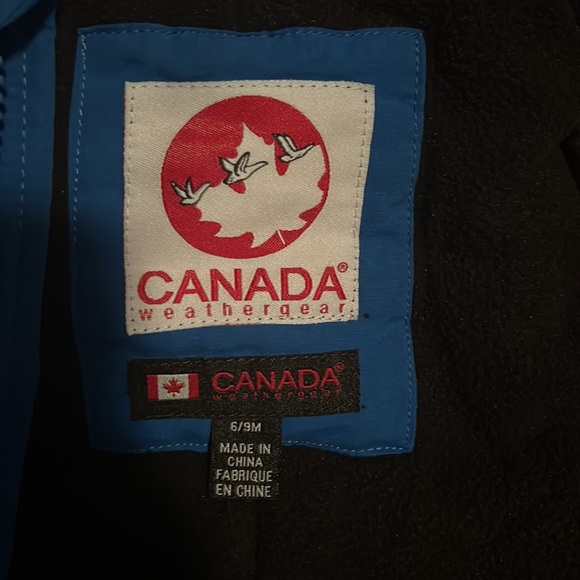 CANADA®
weathergear
CANADA®
weathergear
6/9M
MADE IN
CHINA
FABRIQUE
EN CHINE